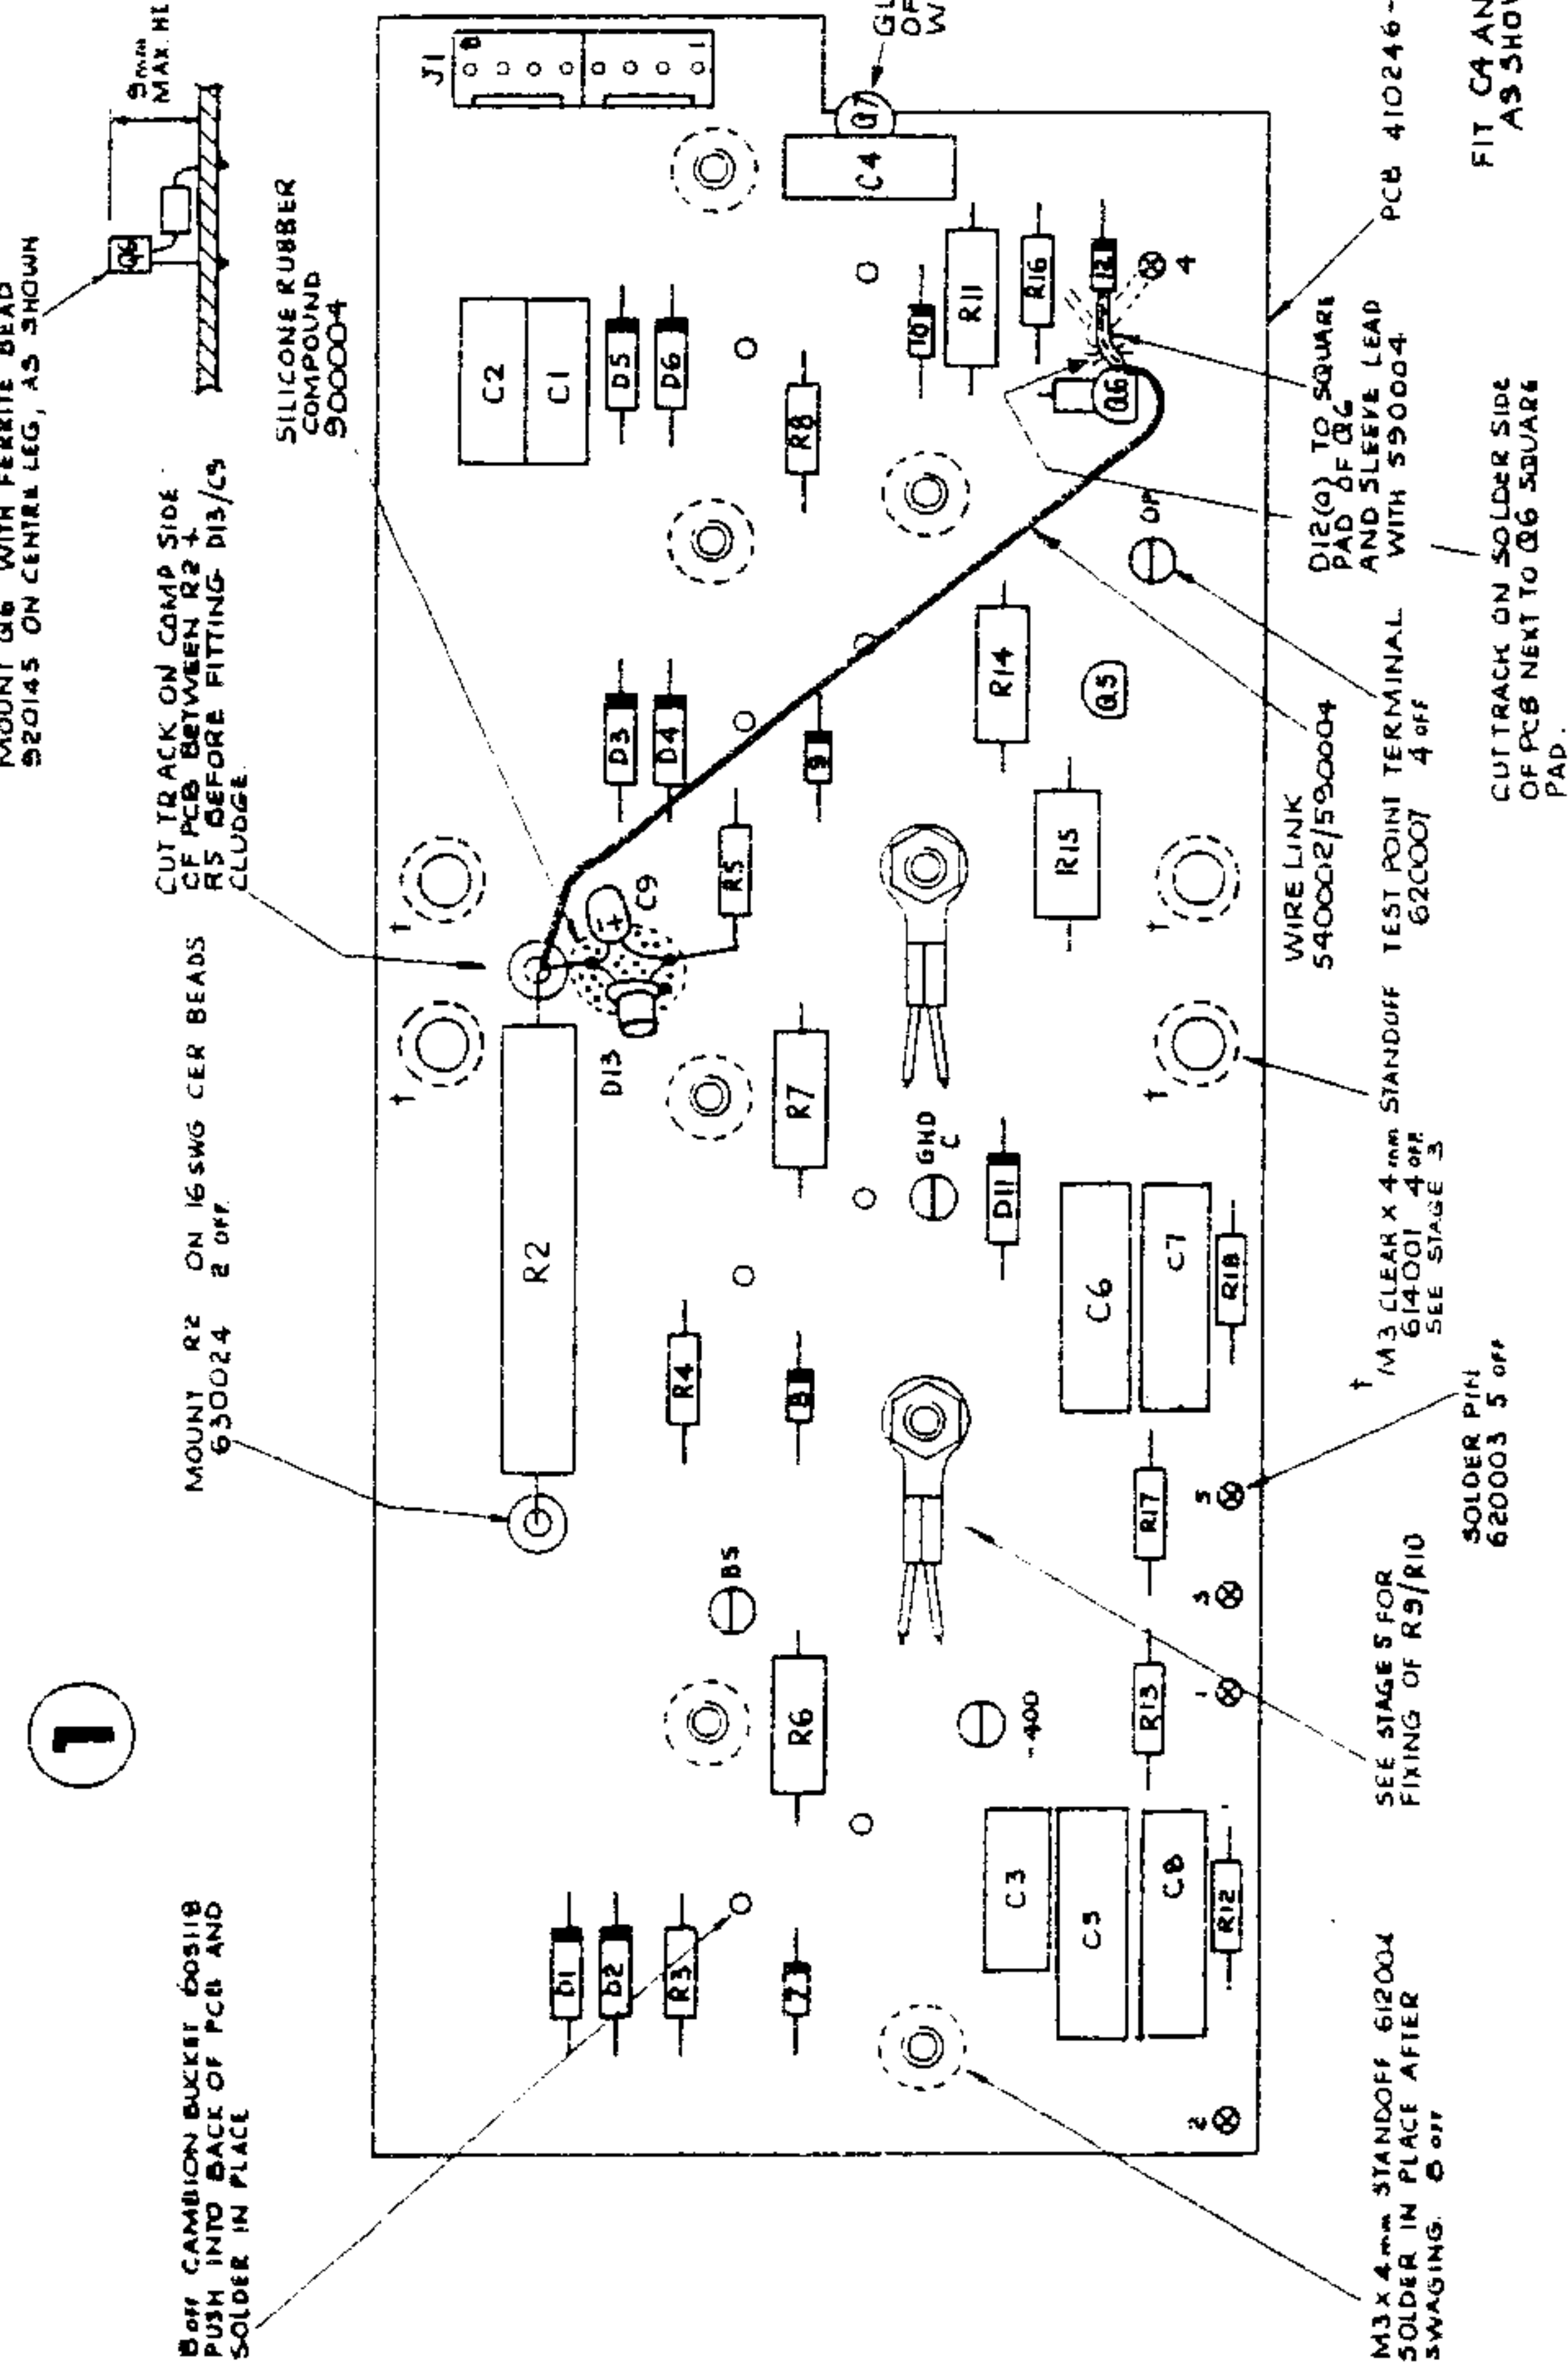 1
8 OFF CAMBION BUCKET 605118
PUSH INTO BACK OF PCB AND
SOLDER IN PLACE
MOUNT R2 ON 16 SWG CER BEADS
630024 2 OFF
CUT TRACK ON COMP SIDE
OF PCB BETWEEN R2 +
R5 BEFORE FITTING D13/C9
CLUDGE.
MOUNT Q6 WITH FERRITE BEAD
920145 ON CENTRE LEG, AS SHOWN
Q6
9mm
MAX. HE
SILICONE RUBBER
COMPOUND
900004
J1
8
1
D1
D2
R3
7
R6
B5
R4
8
R2
R7
D13
C9
R5
D3
D4
9
C2
C1
D5
D6
R8
10
R11
R16
12
4
Q6
C4
Q7
GL
OF
W
C3
C5
C8
R12
2
-400
R13
1
3
R17
5
C6
C7
R18
D11
GND
C
R15
R14
Q5
OP
†
†
†
†
M3 x 4mm STANDOFF 612004
SOLDER IN PLACE AFTER
SWAGING. 8 OFF
SEE STAGE 5 FOR
FIXING OF R9/R10
SOLDER PIN
620003 5 OFF
† M3 CLEAR x 4mm STANDOFF
614001 4 OFF
SEE STAGE 3
WIRE LINK
540002/590004
TEST POINT TERMINAL
620007 4 OFF
D12(a) TO SQUARE
PAD OF Q6
AND SLEEVE LEAD
WITH 590004
CUT TRACK ON SOLDER SIDE
OF PCB NEXT TO Q6 SQUARE
PAD.
PCB 410246-
FIT C4 AN
AS SHOW